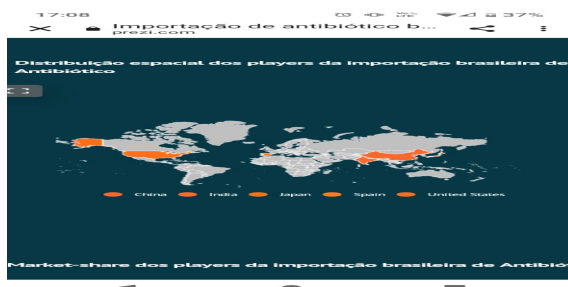 17:08
37%
Importação de antibiótico b...
prezi.com
Distribuição espacial dos players da importação brasileira de
Antibiótico
China India Japan Spain United States
Market-share dos players da importação brasileira de Antibió